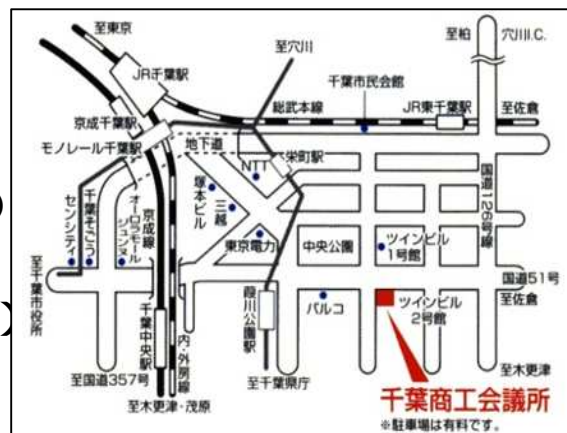 至東京
至穴川
至柏
穴川I.C.
JR千葉駅
千葉市民会館
総武本線
JR東千葉駅
至佐倉
京成千葉駅
モノレール千葉駅
地下道
栄町駅
NTT
国道126号線
塚本ビル
三越
千葉そごう
センシティ
オーロラモール
ジュンヌ
京成線
東京電力
中央公園
ツインビル
1号館
至千葉市役所
国道51号
至佐倉
千葉中央駅
内・外房線
葭川公園駅
パルコ
ツインビル
2号館
至国道357号
至千葉県庁
至木更津
至木更津・茂原
千葉商工会議所
※駐車場は有料です。
)
】